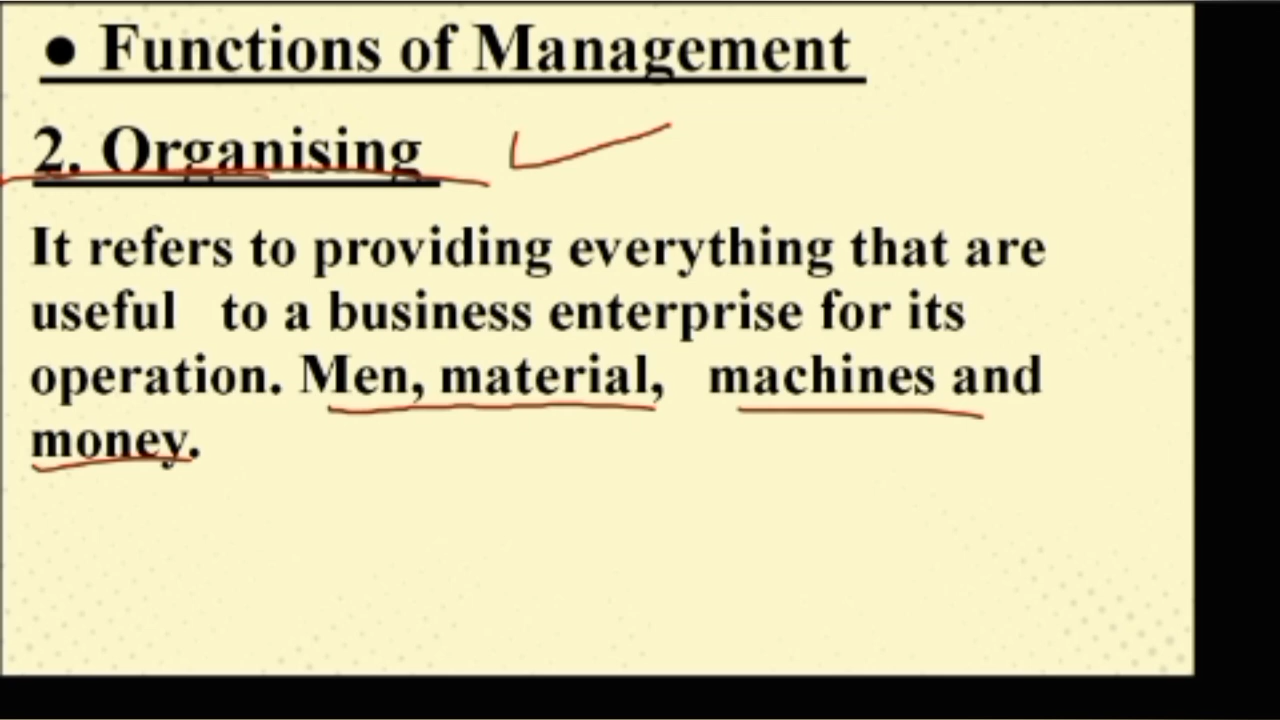 • Functions of Management
2. Organising
It refers to providing everything that are
useful to a business enterprise for its
operation. Men, material, machines and
money.